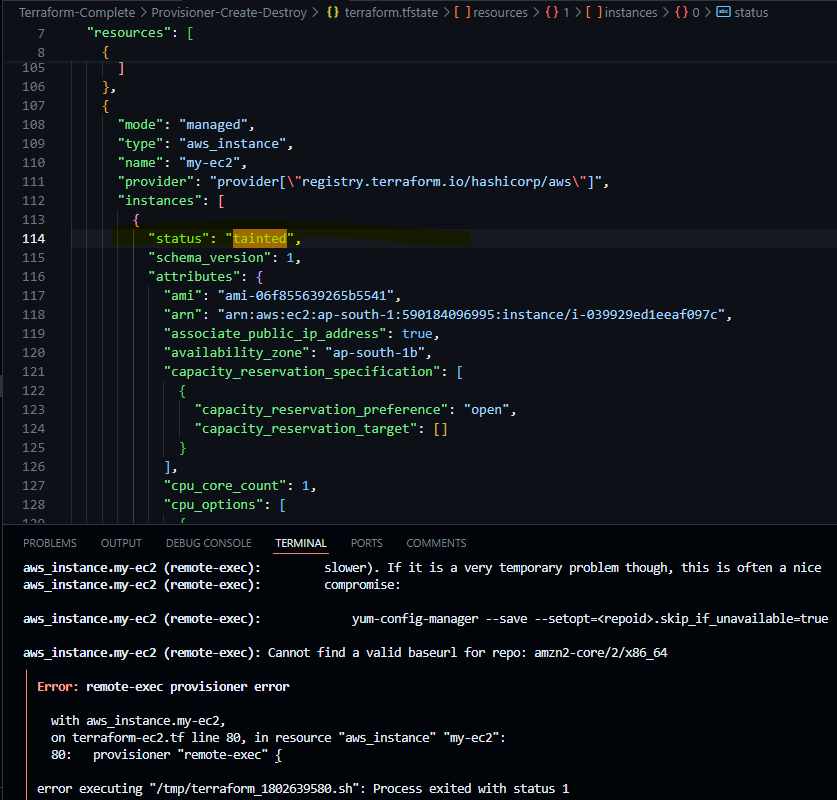 Terraform-Complete > Provisioner-Create-Destroy > {} terraform.tfstate > [ ] resources > {} 1 > [ ] instances > {} 0 > abc status
7 "resources": [
8 {
105 ]
106 },
107 {
108 "mode": "managed",
109 "type": "aws_instance",
110 "name": "my-ec2",
111 "provider": "provider[\"registry.terraform.io/hashicorp/aws\"]",
112 "instances": [
113 {
114 "status": "tainted",
115 "schema_version": 1,
116 "attributes": {
117 "ami": "ami-06f855639265b5541",
118 "arn": "arn:aws:ec2:ap-south-1:590184096995:instance/i-039929ed1eeaf097c",
119 "associate_public_ip_address": true,
120 "availability_zone": "ap-south-1b",
121 "capacity_reservation_specification": [
122 {
123 "capacity_reservation_preference": "open",
124 "capacity_reservation_target": []
125 }
126 ],
127 "cpu_core_count": 1,
128 "cpu_options": [
129 {
PROBLEMS OUTPUT DEBUG CONSOLE TERMINAL PORTS COMMENTS
aws_instance.my-ec2 (remote-exec): slower). If it is a very temporary problem though, this is often a nice
aws_instance.my-ec2 (remote-exec): compromise:
aws_instance.my-ec2 (remote-exec): yum-config-manager --save --setopt=<repoid>.skip_if_unavailable=true
aws_instance.my-ec2 (remote-exec): Cannot find a valid baseurl for repo: amzn2-core/2/x86_64
Error: remote-exec provisioner error
with aws_instance.my-ec2,
on terraform-ec2.tf line 80, in resource "aws_instance" "my-ec2":
80: provisioner "remote-exec" {
error executing "/tmp/terraform_1802639580.sh": Process exited with status 1